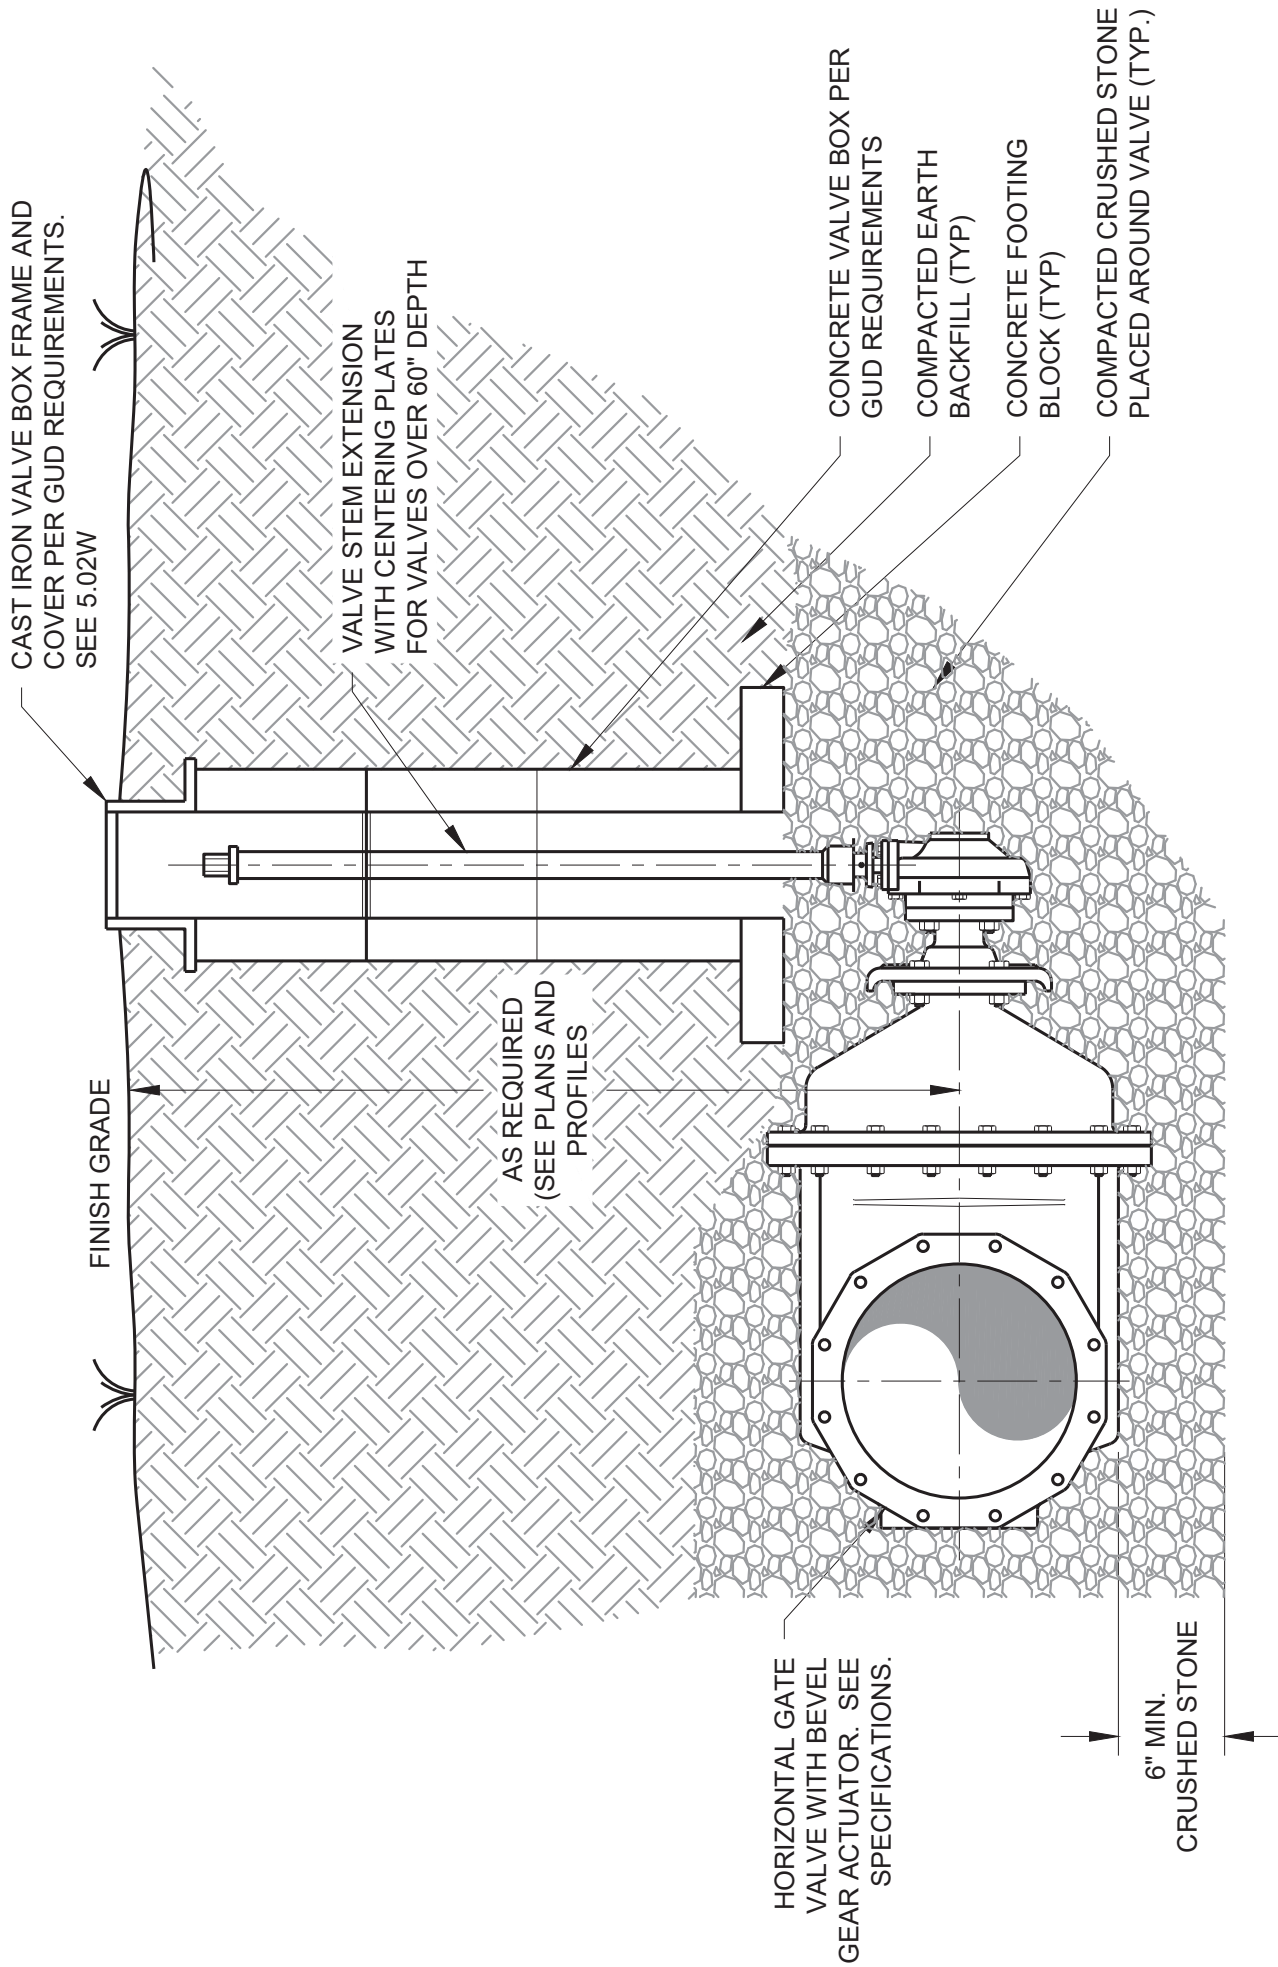 CAST IRON VALVE BOX FRAME AND
COVER PER GUD REQUIREMENTS.
SEE 5.02W
FINISH GRADE
VALVE STEM EXTENSION
WITH CENTERING PLATES
FOR VALVES OVER 60" DEPTH
AS REQUIRED
(SEE PLANS AND
PROFILES
CONCRETE VALVE BOX PER
GUD REQUIREMENTS
COMPACTED EARTH
BACKFILL (TYP)
CONCRETE FOOTING
BLOCK (TYP)
COMPACTED CRUSHED STONE
PLACED AROUND VALVE (TYP.)
HORIZONTAL GATE
VALVE WITH BEVEL
GEAR ACTUATOR. SEE
SPECIFICATIONS.
6" MIN.
CRUSHED STONE